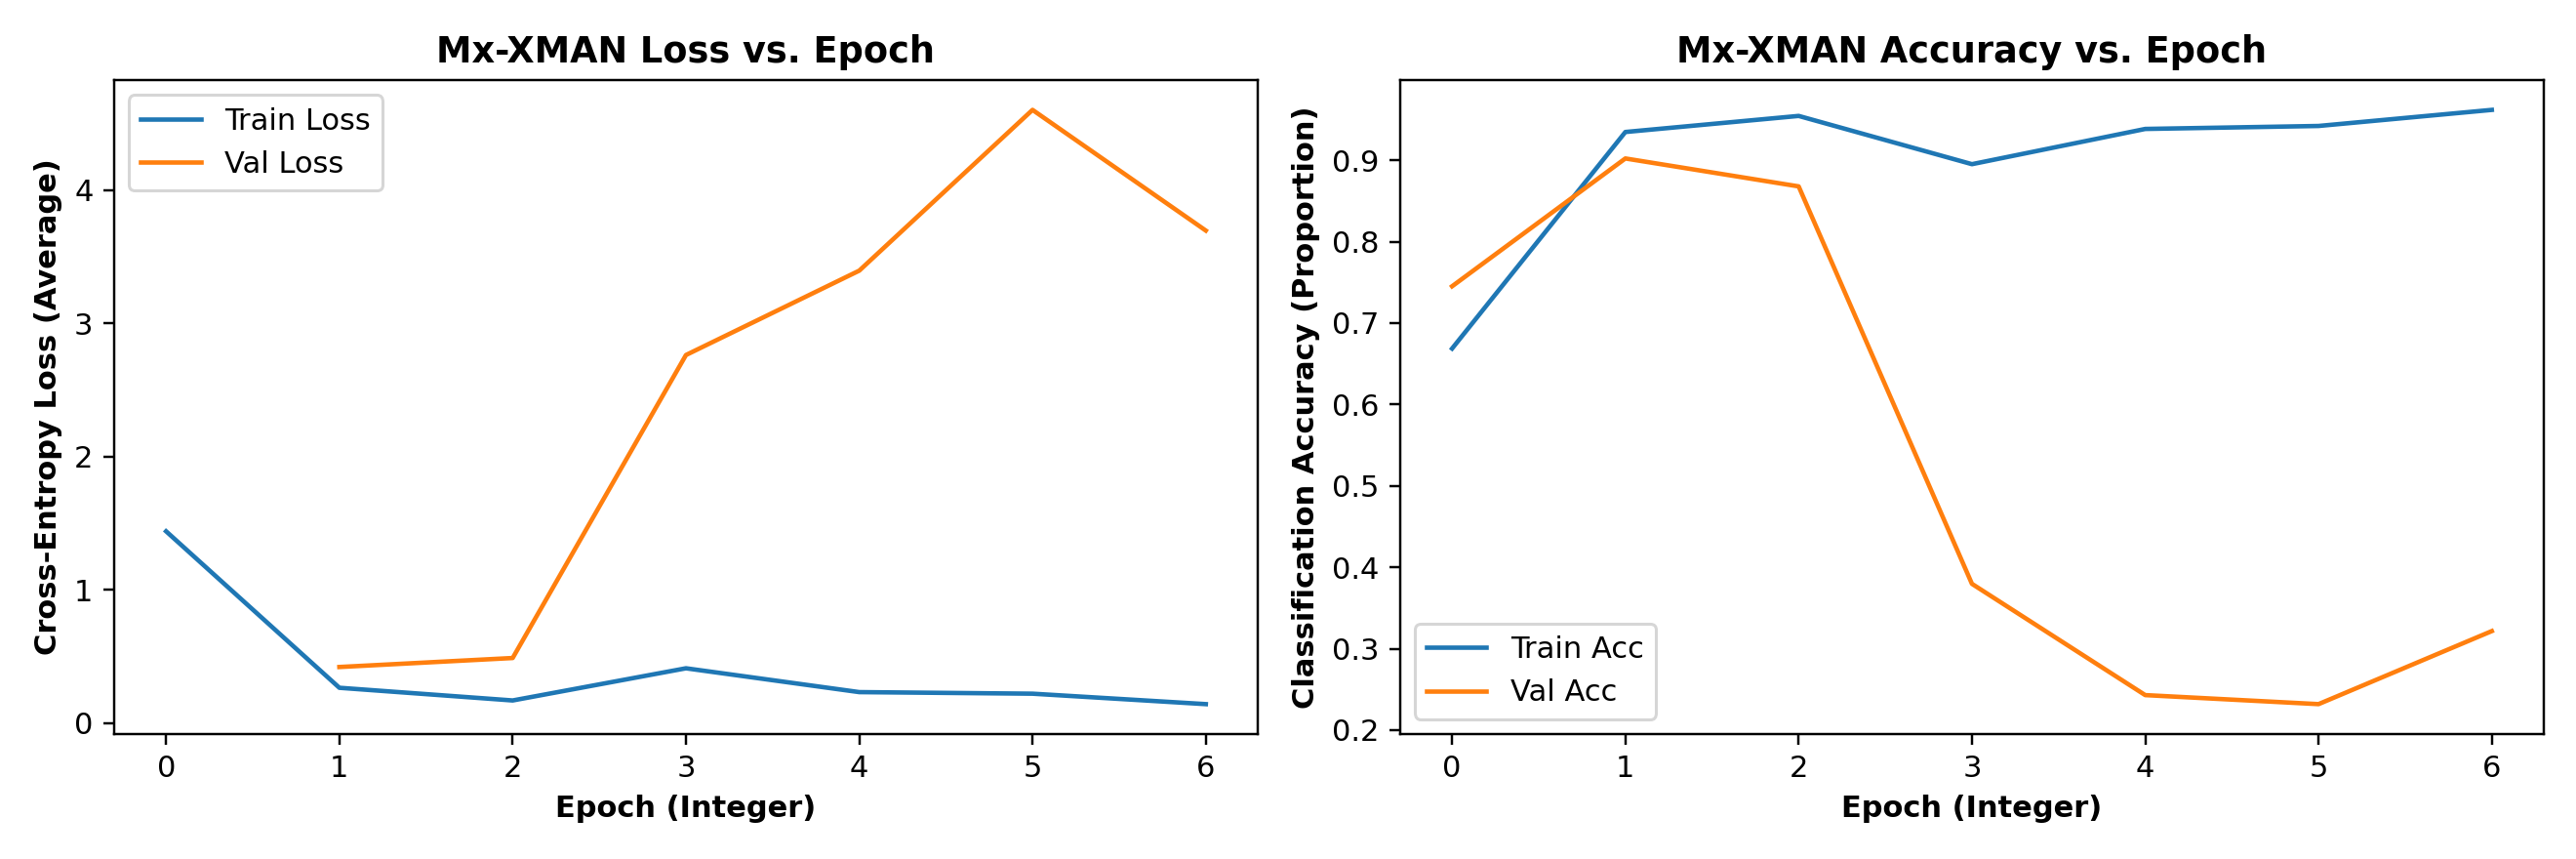 Mx-XMAN Loss vs. Epoch
Train Loss
Val Loss
Cross-Entropy Loss (Average)
4
3
2
1
0
0 1 2 3 4 5 6
Epoch (Integer)
Mx-XMAN Accuracy vs. Epoch
Classification Accuracy (Proportion)
0.9
0.8
0.7
0.6
0.5
0.4
0.3
0.2
Train Acc
Val Acc
0 1 2 3 4 5 6
Epoch (Integer)